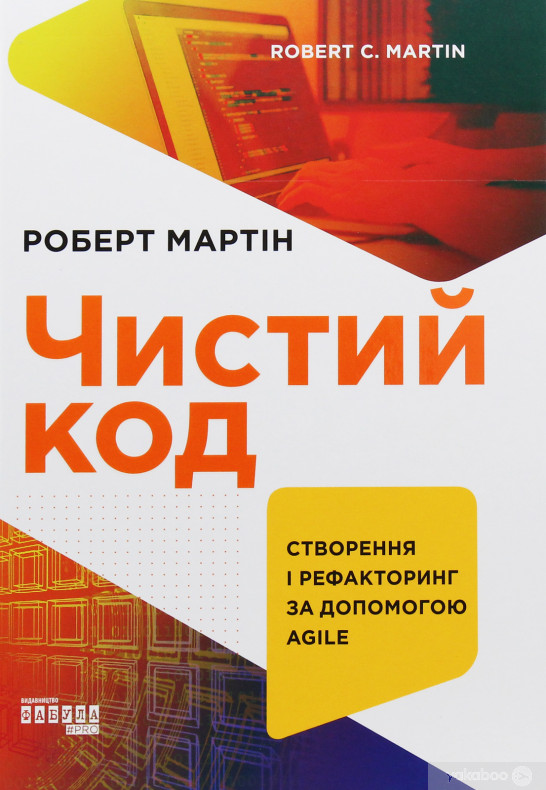 ROBERT C. MARTIN
РОБЕРТ МАРТІН
Чистий
код
СТВОРЕННЯ
І РЕФАКТОРИНГ
ЗА ДОПОМОГОЮ
AGILE
ВИДАВНИЦТВО
ФАБУЛА
#PRO
yakaboo